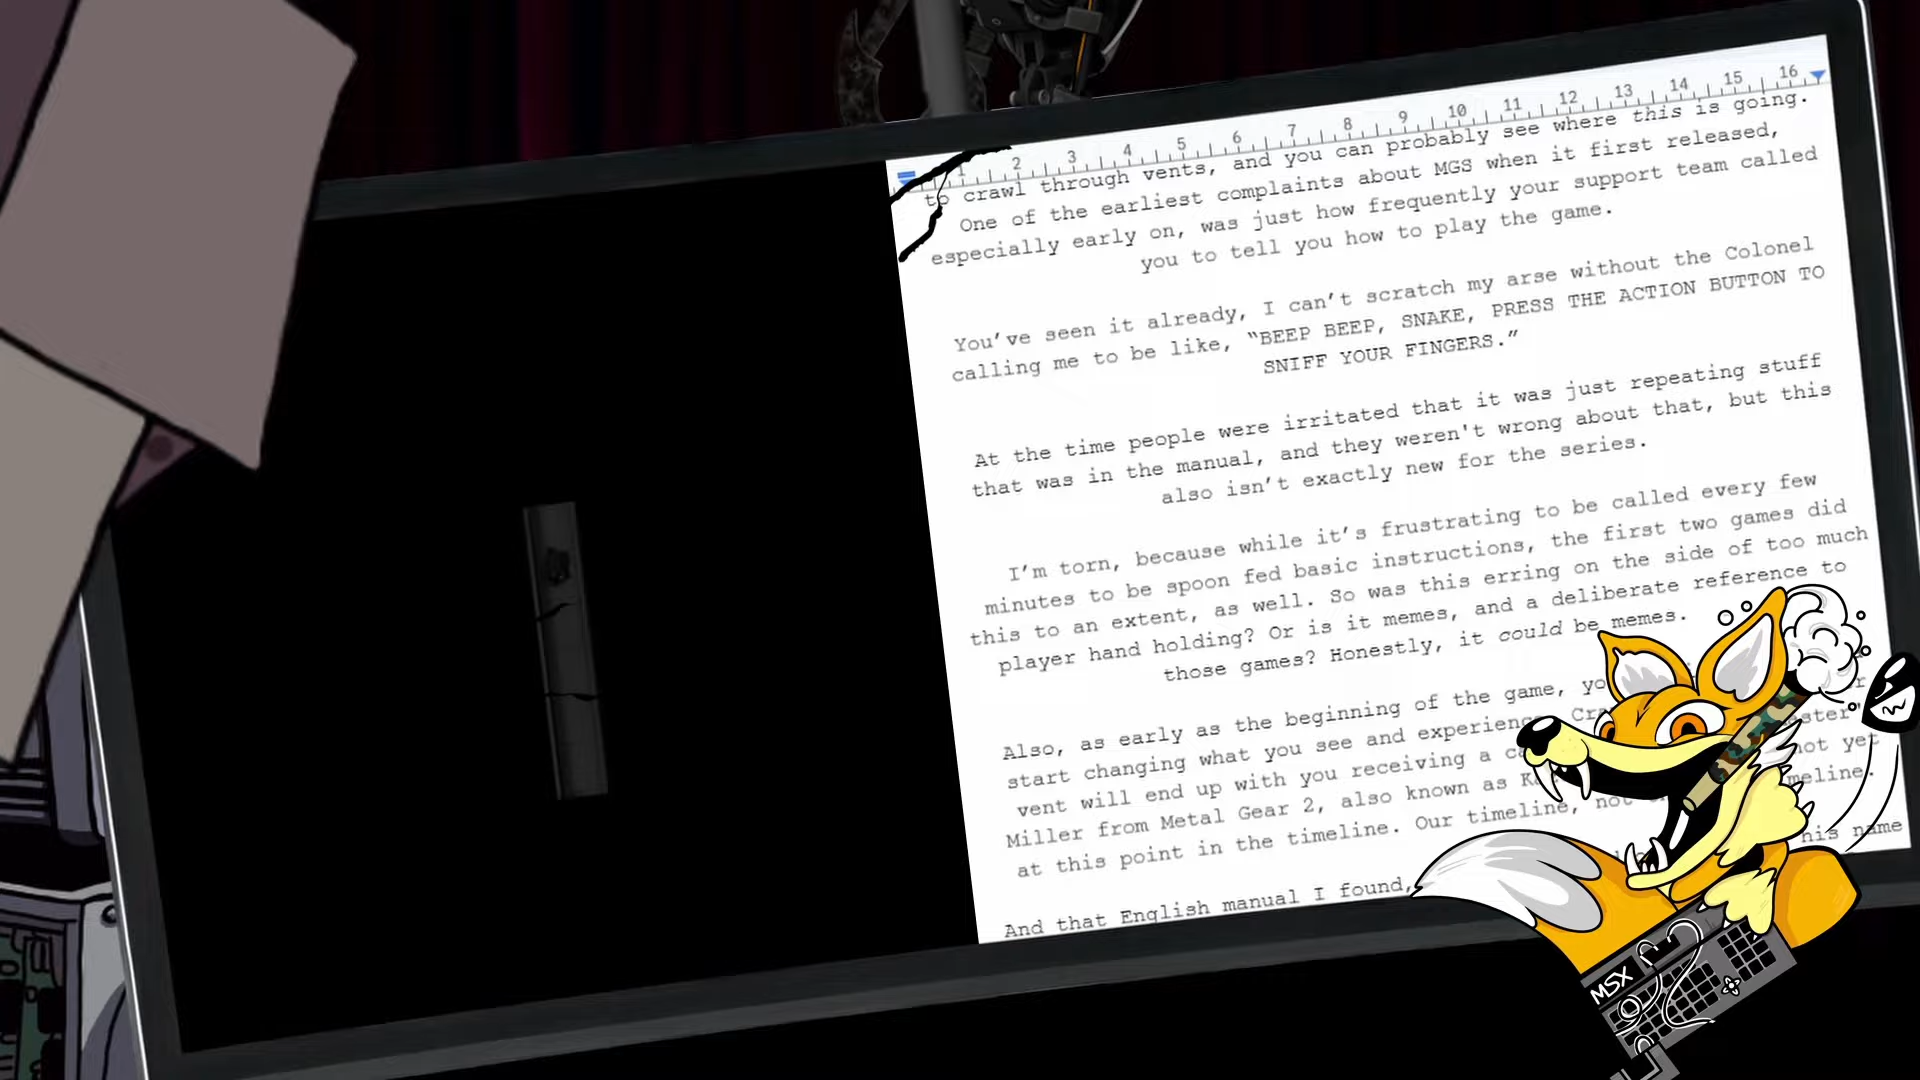 2 3 4 5 6 7 8 9 10 11 12 13 14 15 16
to crawl through vents, and you can probably see where this is going.
One of the earliest complaints about MGS when it first released,
especially early on, was just how frequently your support team called
you to tell you how to play the game.
You’ve seen it already, I can’t scratch my arse without the Colonel
calling me to be like, “BEEP BEEP, SNAKE, PRESS THE ACTION BUTTON TO
SNIFF YOUR FINGERS.”
At the time people were irritated that it was just repeating stuff
that was in the manual, and they weren't wrong about that, but this
also isn’t exactly new for the series.
I’m torn, because while it’s frustrating to be called every few
minutes to be spoon fed basic instructions, the first two games did
this to an extent, as well. So was this erring on the side of too much
player hand holding? Or is it memes, and a deliberate reference to
those games? Honestly, it could be memes.
Also, as early as the beginning of the game,
start changing what you see and experience.
vent will end up with you receiving a
Miller from Metal Gear 2, also known as not yet
at this point in the timeline. Our timeline,
And that English manual I found, his name
MSX